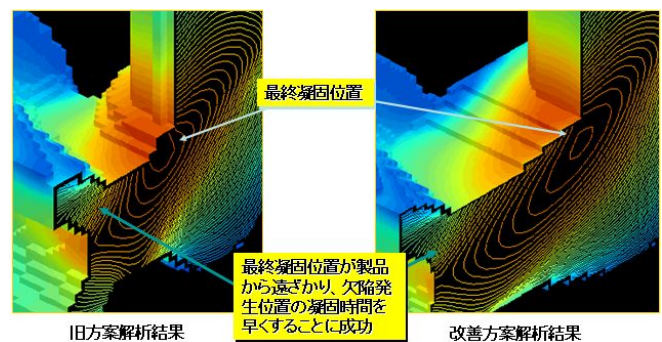 最終凝固位置
最終凝固位置が製品
から遠ざかり、欠陥発
生位置の凝固時間を
早くすることに成功
旧方案解析結果
改善方案解析結果